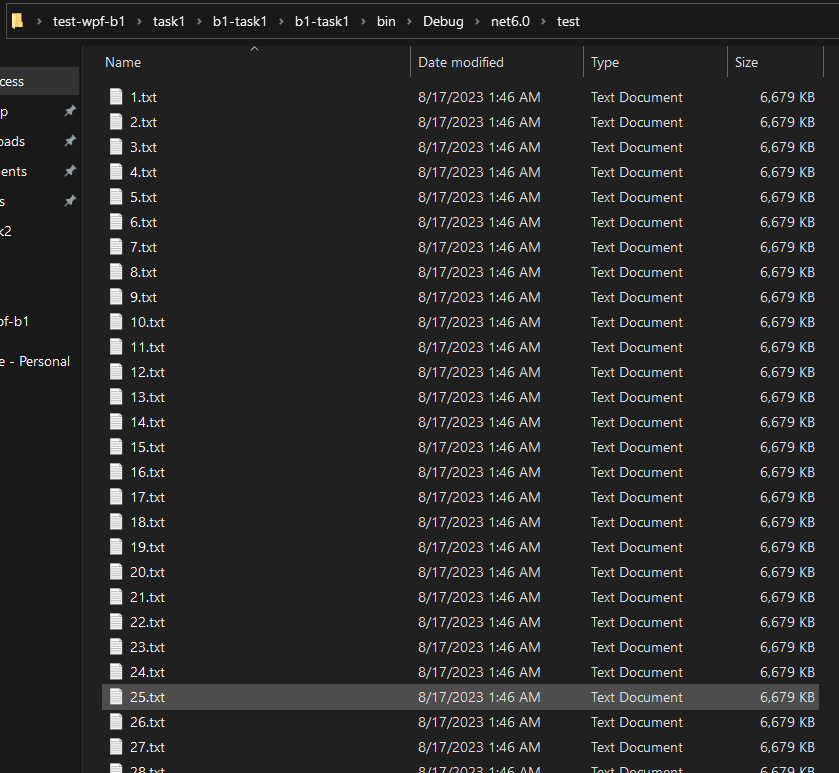 test-wpf-b1 > task1 > b1-task1 > b1-task1 > bin > Debug > net6.0 > test
Name Date modified Type Size
cess
p
oads
ents
s
k2
pf-b1
e - Personal
1.txt 8/17/2023 1:46 AM Text Document 6,679 KB
2.txt 8/17/2023 1:46 AM Text Document 6,679 KB
3.txt 8/17/2023 1:46 AM Text Document 6,679 KB
4.txt 8/17/2023 1:46 AM Text Document 6,679 KB
5.txt 8/17/2023 1:46 AM Text Document 6,679 KB
6.txt 8/17/2023 1:46 AM Text Document 6,679 KB
7.txt 8/17/2023 1:46 AM Text Document 6,679 KB
8.txt 8/17/2023 1:46 AM Text Document 6,679 KB
9.txt 8/17/2023 1:46 AM Text Document 6,679 KB
10.txt 8/17/2023 1:46 AM Text Document 6,679 KB
11.txt 8/17/2023 1:46 AM Text Document 6,679 KB
12.txt 8/17/2023 1:46 AM Text Document 6,679 KB
13.txt 8/17/2023 1:46 AM Text Document 6,679 KB
14.txt 8/17/2023 1:46 AM Text Document 6,679 KB
15.txt 8/17/2023 1:46 AM Text Document 6,679 KB
16.txt 8/17/2023 1:46 AM Text Document 6,679 KB
17.txt 8/17/2023 1:46 AM Text Document 6,679 KB
18.txt 8/17/2023 1:46 AM Text Document 6,679 KB
19.txt 8/17/2023 1:46 AM Text Document 6,679 KB
20.txt 8/17/2023 1:46 AM Text Document 6,679 KB
21.txt 8/17/2023 1:46 AM Text Document 6,679 KB
22.txt 8/17/2023 1:46 AM Text Document 6,679 KB
23.txt 8/17/2023 1:46 AM Text Document 6,679 KB
24.txt 8/17/2023 1:46 AM Text Document 6,679 KB
25.txt 8/17/2023 1:46 AM Text Document 6,679 KB
26.txt 8/17/2023 1:46 AM Text Document 6,679 KB
27.txt 8/17/2023 1:46 AM Text Document 6,679 KB
28.txt 8/17/2023 1:46 AM Text Document 6,679 KB